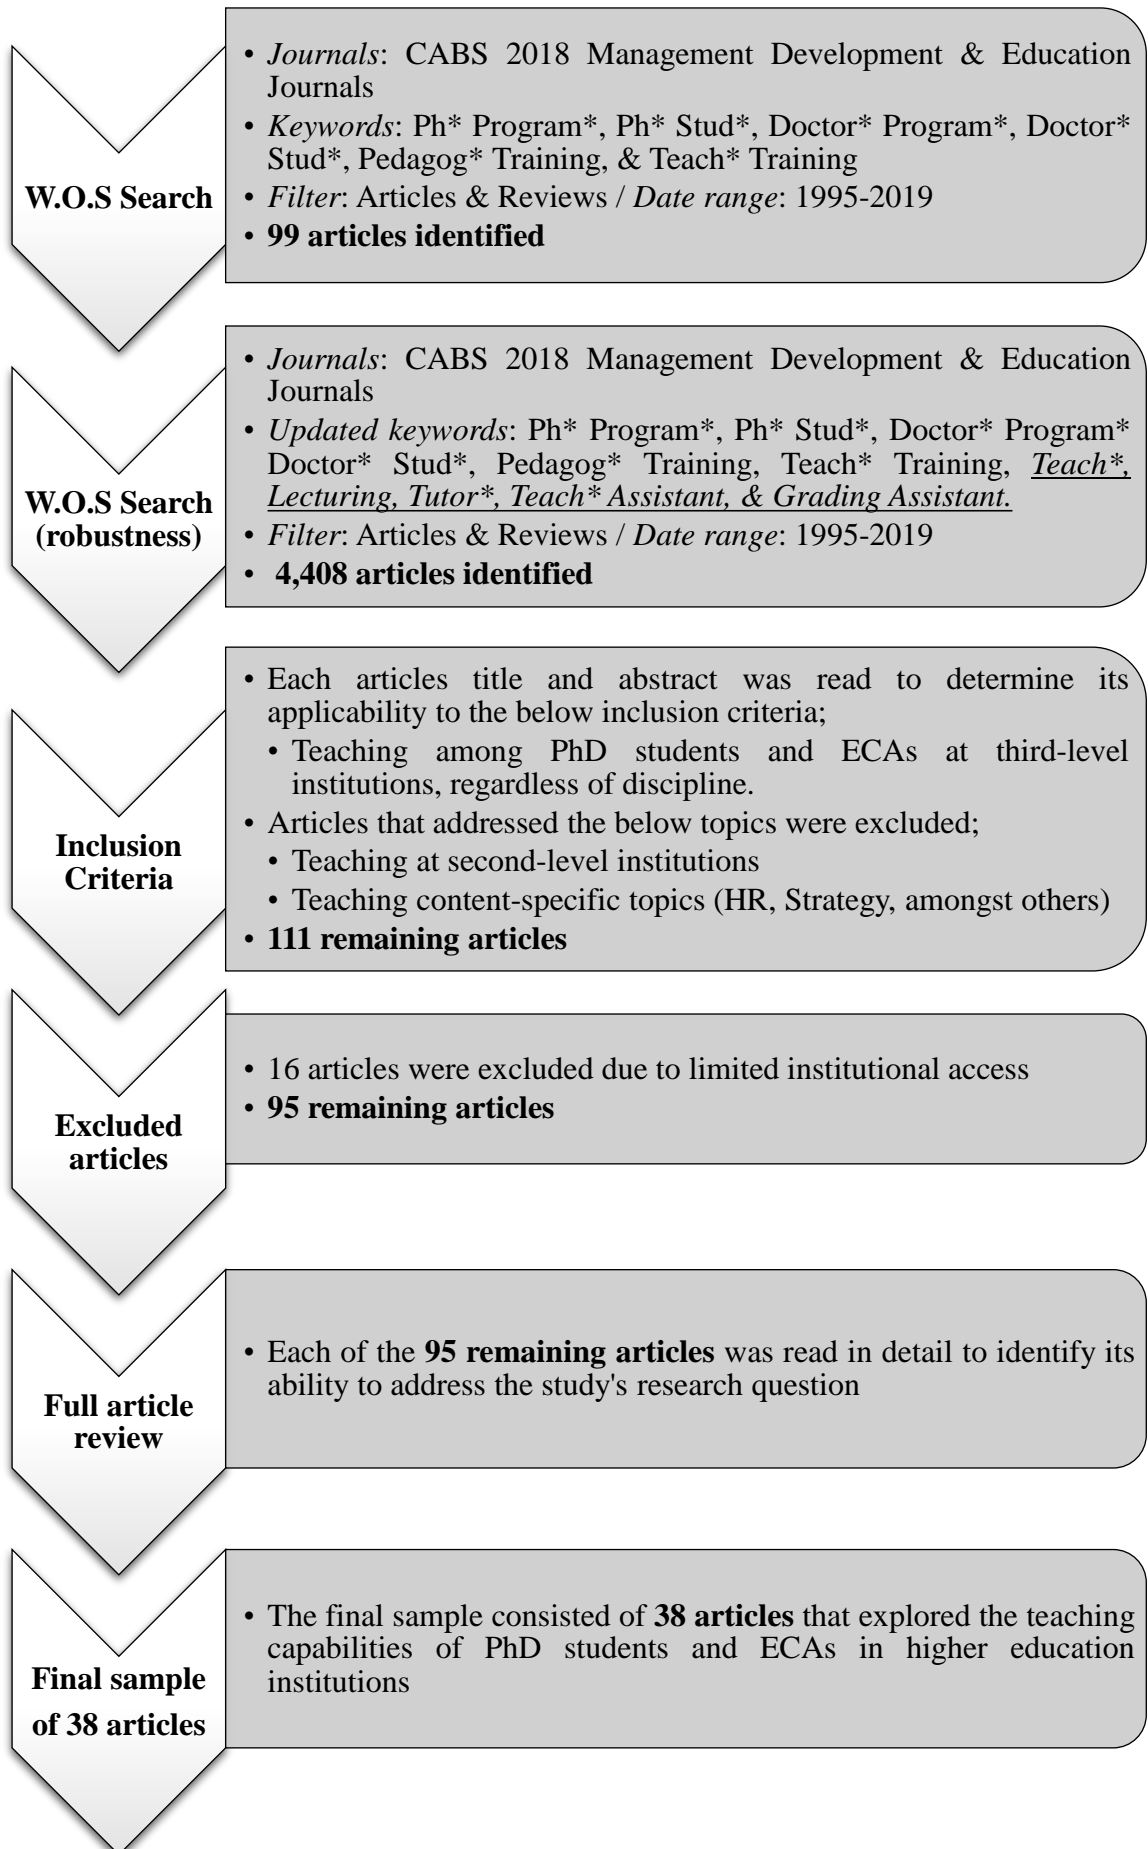 W.O.S Search
• Journals: CABS 2018 Management Development & Education
Journals
• Keywords: Ph* Program*, Ph* Stud*, Doctor* Program*, Doctor*
Stud*, Pedagog* Training, & Teach* Training
• Filter: Articles & Reviews / Date range: 1995-2019
• 99 articles identified
W.O.S Search
(robustness)
• Journals: CABS 2018 Management Development & Education
Journals
• Updated keywords: Ph* Program*, Ph* Stud*, Doctor* Program*
Doctor* Stud*, Pedagog* Training, Teach* Training, Teach*,
Lecturing, Tutor*, Teach* Assistant, & Grading Assistant.
• Filter: Articles & Reviews / Date range: 1995-2019
• 4,408 articles identified
Inclusion
Criteria
• Each articles title and abstract was read to determine its
applicability to the below inclusion criteria;
• Teaching among PhD students and ECAs at third-level
institutions, regardless of discipline.
• Articles that addressed the below topics were excluded;
• Teaching at second-level institutions
• Teaching content-specific topics (HR, Strategy, amongst others)
• 111 remaining articles
Excluded
articles
• 16 articles were excluded due to limited institutional access
• 95 remaining articles
Full article
review
• Each of the 95 remaining articles was read in detail to identify its
ability to address the study's research question
Final sample
of 38 articles
• The final sample consisted of 38 articles that explored the teaching
capabilities of PhD students and ECAs in higher education
institutions